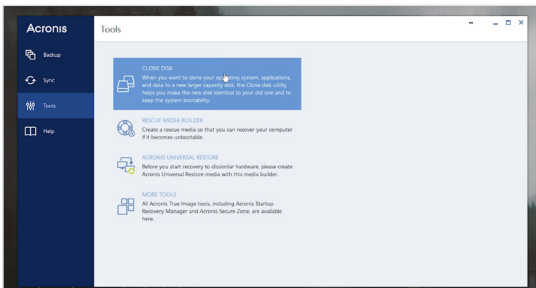 Acronis
Tools
Backup
Sync
Tools
Help
CLONE DISK
When you want to clone your operating system, applications,
and data to a new larger capacity disk, the Clone disk utility
helps you make the new disk identical to your old one and to
keep the system bootability.
RESCUE MEDIA BUILDER
Create a rescue media so that you can recover your computer
if it becomes unbootable.
ACRONIS UNIVERSAL RESTORE
Before you start recovery to dissimilar hardware, please create
Acronis Universal Restore media with this media builder.
MORE TOOLS
All Acronis True Image tools, including Acronis Startup
Recovery Manager and Acronis Secure Zone, are available
here.